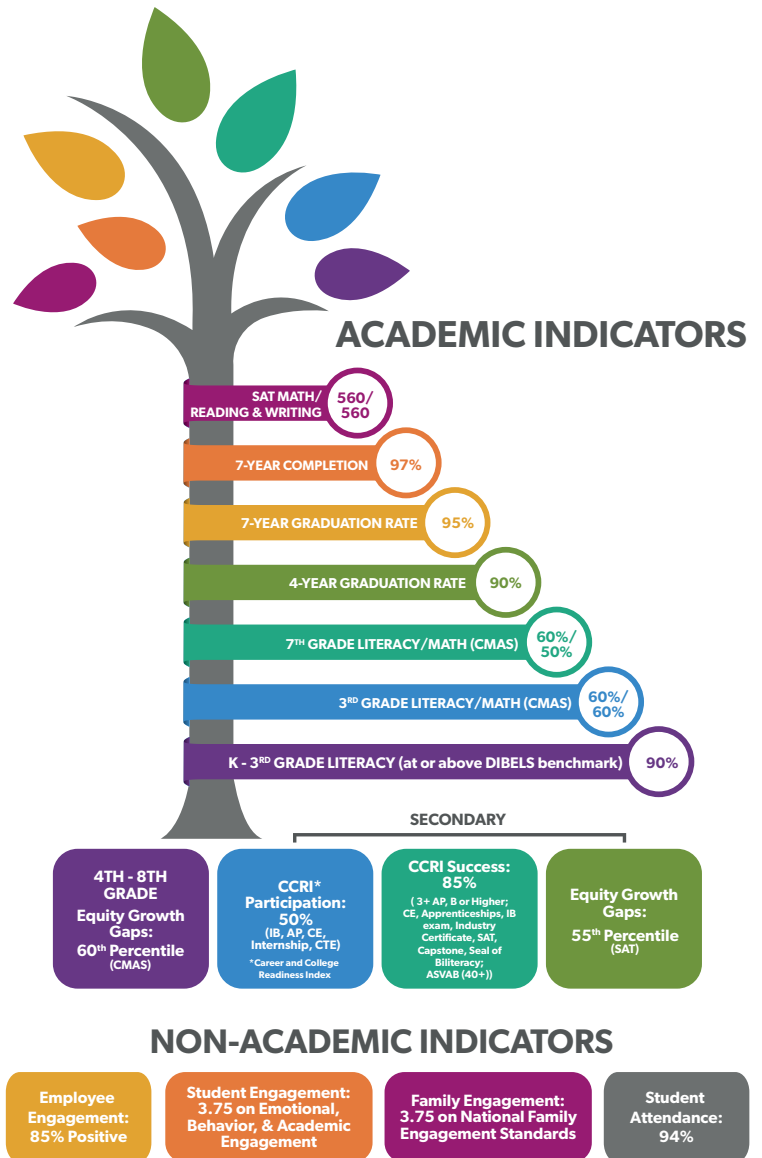 ACADEMIC INDICATORS
SAT MATH/
READING & WRITING
560/
560
7-YEAR COMPLETION
97%
7-YEAR GRADUATION RATE
95%
4-YEAR GRADUATION RATE
90%
7TH GRADE LITERACY/MATH (CMAS)
60%/
50%
3RD GRADE LITERACY/MATH (CMAS)
60%/
60%
K - 3RD GRADE LITERACY (at or above DIBELS benchmark)
90%
SECONDARY
4TH - 8TH
GRADE
Equity Growth
Gaps:
60th Percentile
(CMAS)
CCRI*
Participation:
50%
(IB, AP, CE,
Internship, CTE)
*Career and College
Readiness Index
CCRI Success:
85%
( 3+ AP, B or Higher;
CE, Apprenticeships, IB
exam, Industry
Certificate, SAT,
Capstone, Seal of
Biliteracy;
ASVAB (40+))
Equity Growth
Gaps:
55th Percentile
(SAT)
NON-ACADEMIC INDICATORS
Employee
Engagement:
85% Positive
Student Engagement:
3.75 on Emotional,
Behavior, & Academic
Engagement
Family Engagement:
3.75 on National Family
Engagement Standards
Student
Attendance:
94%